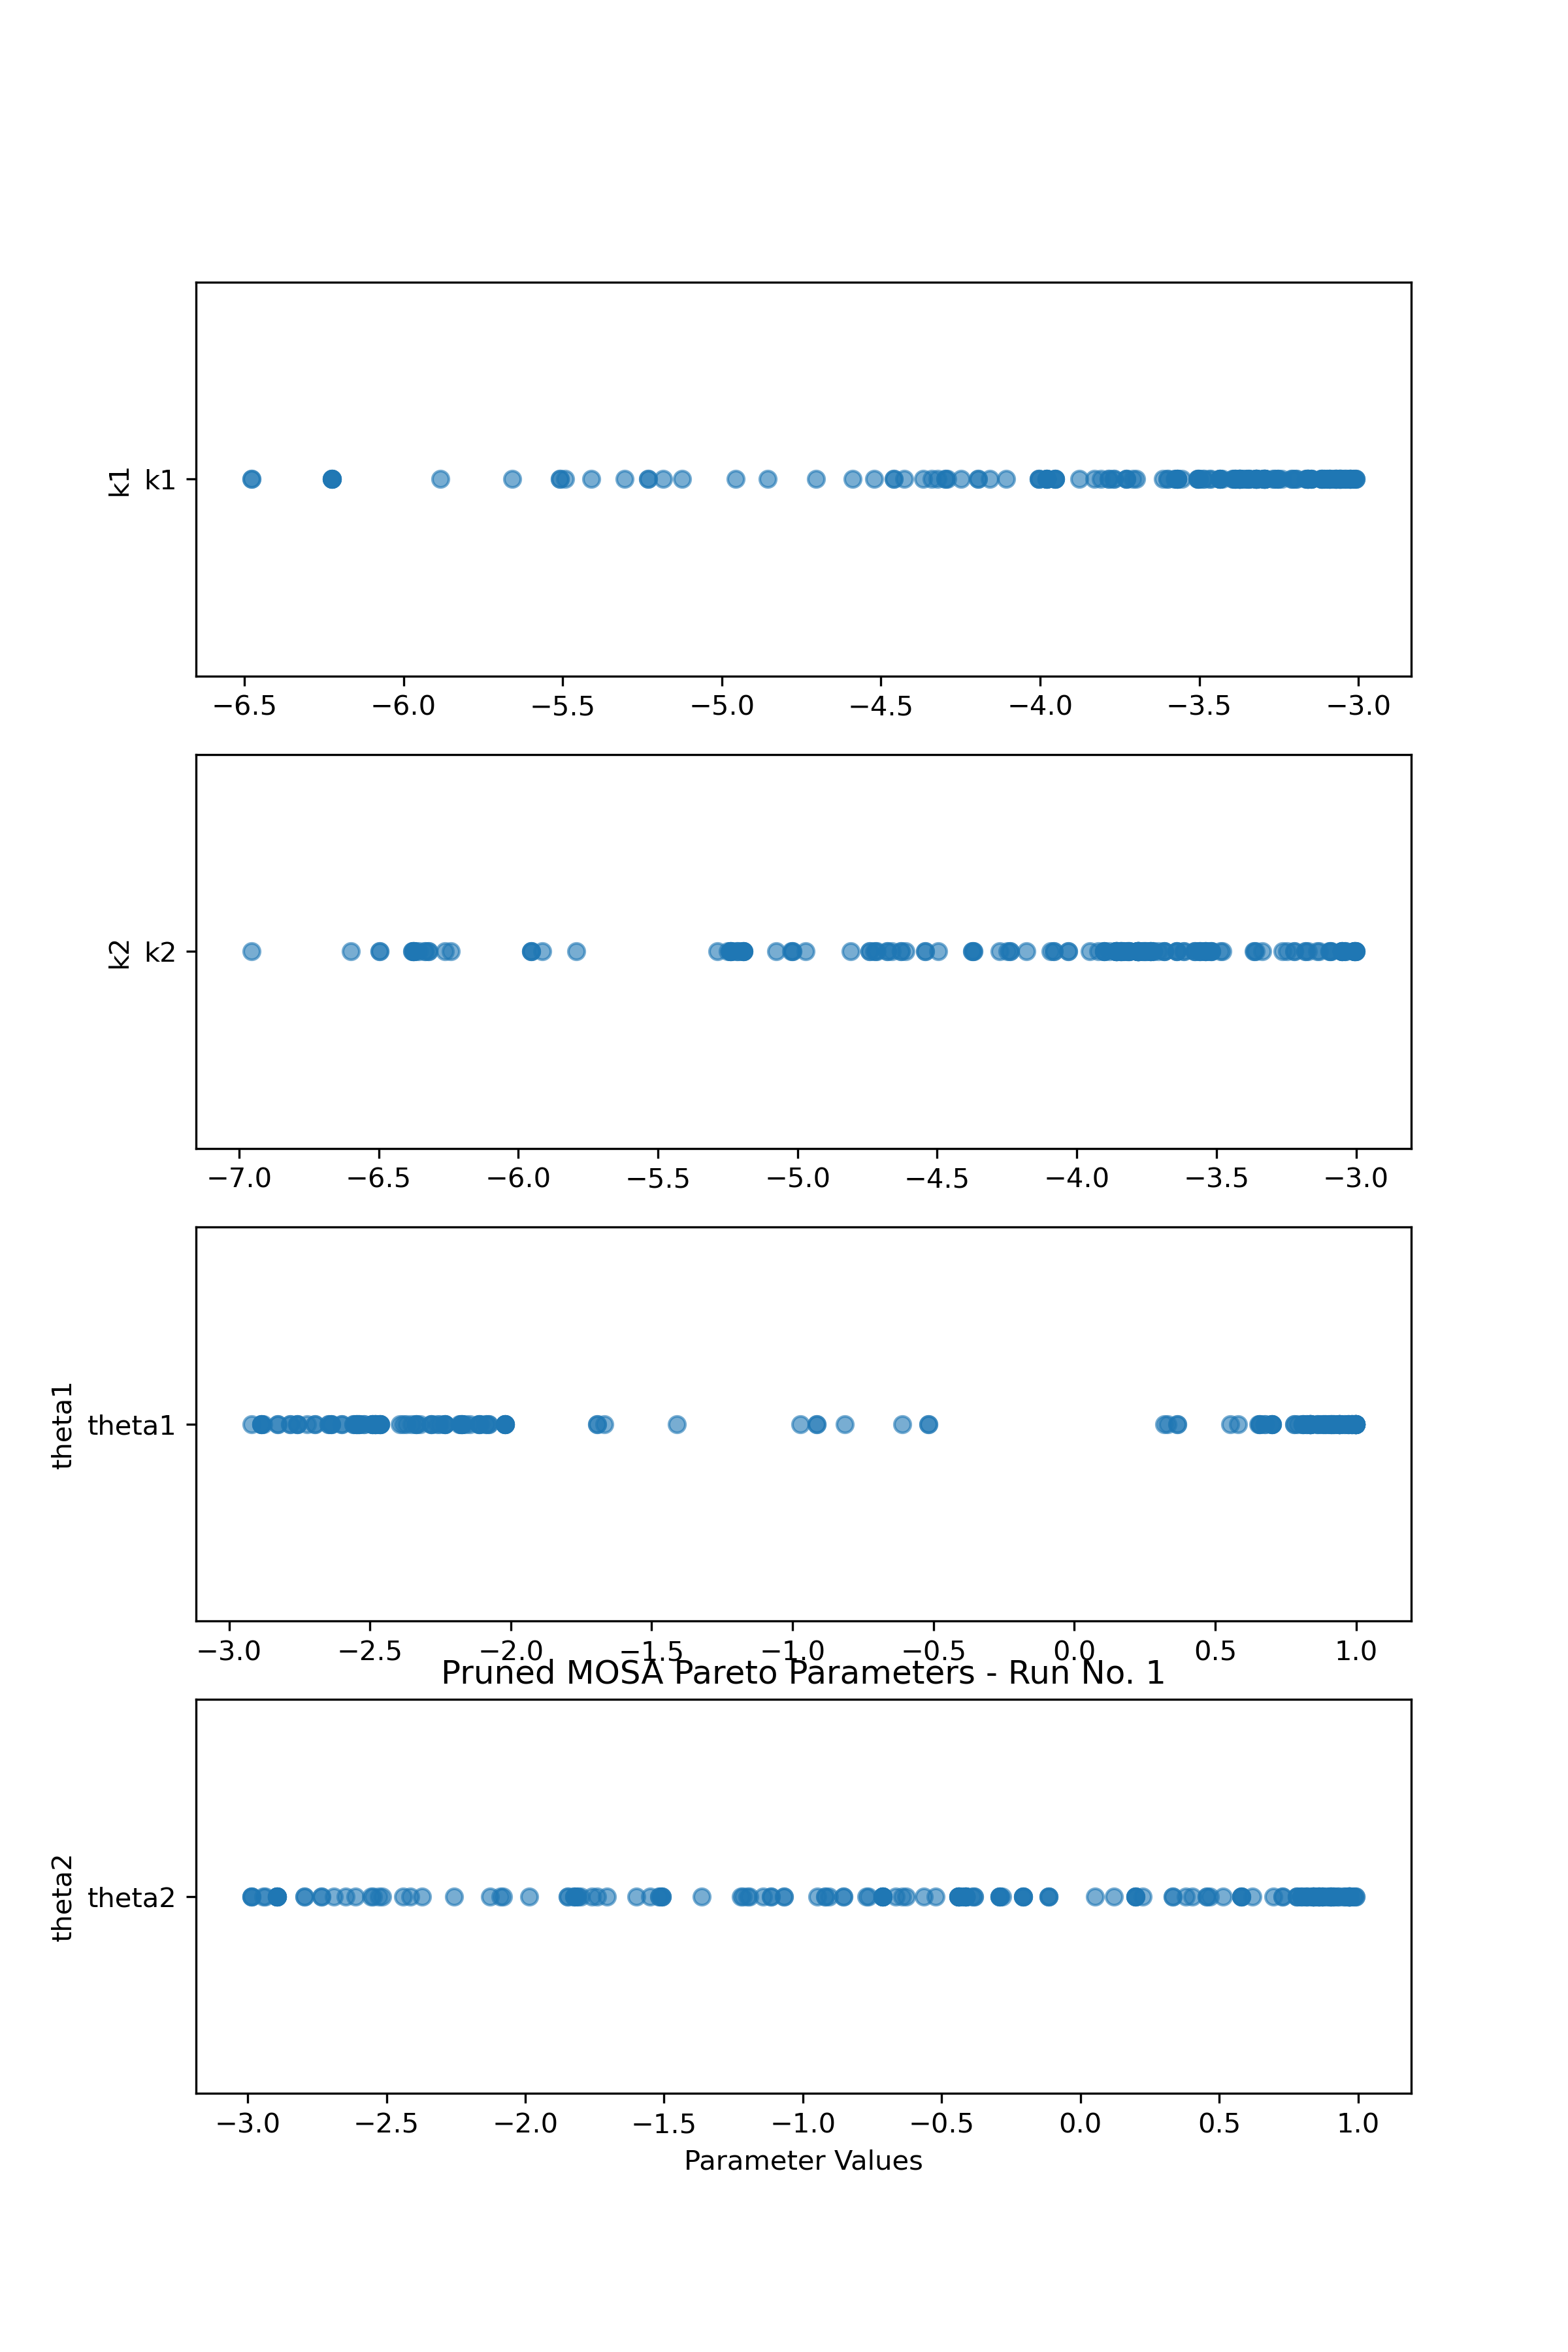 k1 k1
−6.5 −6.0 −5.5 −5.0 −4.5 −4.0 −3.5 −3.0
k2 k2
−7.0 −6.5 −6.0 −5.5 −5.0 −4.5 −4.0 −3.5 −3.0
theta1 theta1
−3.0 −2.5 −2.0 −1.5 −1.0 −0.5 0.0 0.5 1.0
Pruned MOSA Pareto Parameters - Run No. 1
theta2 theta2
−3.0 −2.5 −2.0 −1.5 −1.0 −0.5 0.0 0.5 1.0
Parameter Values